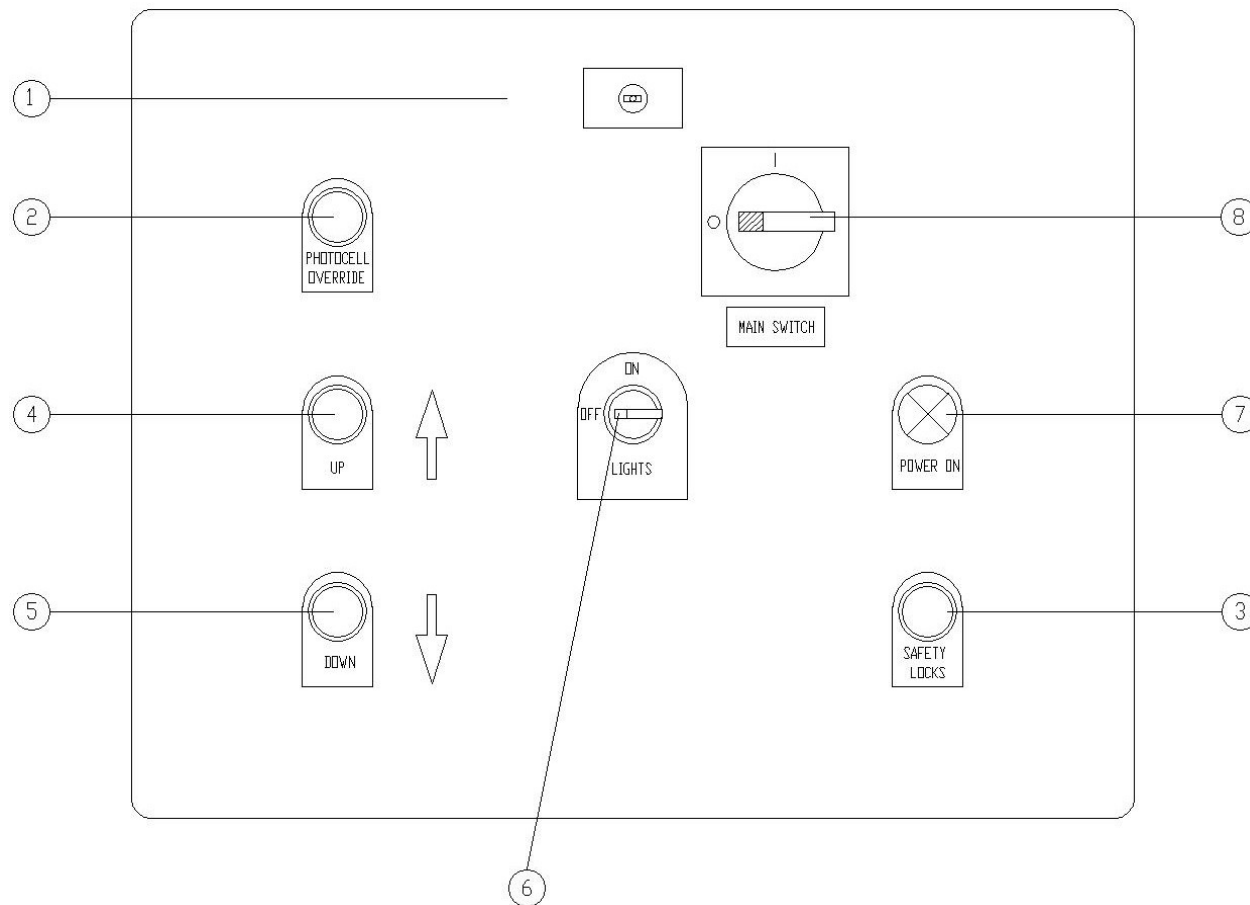 1
I
2
8
O
PHOTOCELL
OVERRIDE
MAIN SWITCH
ON
4
OFF
7
UP
LIGHTS
POWER ON
5
3
DOWN
SAFETY
LOCKS
6